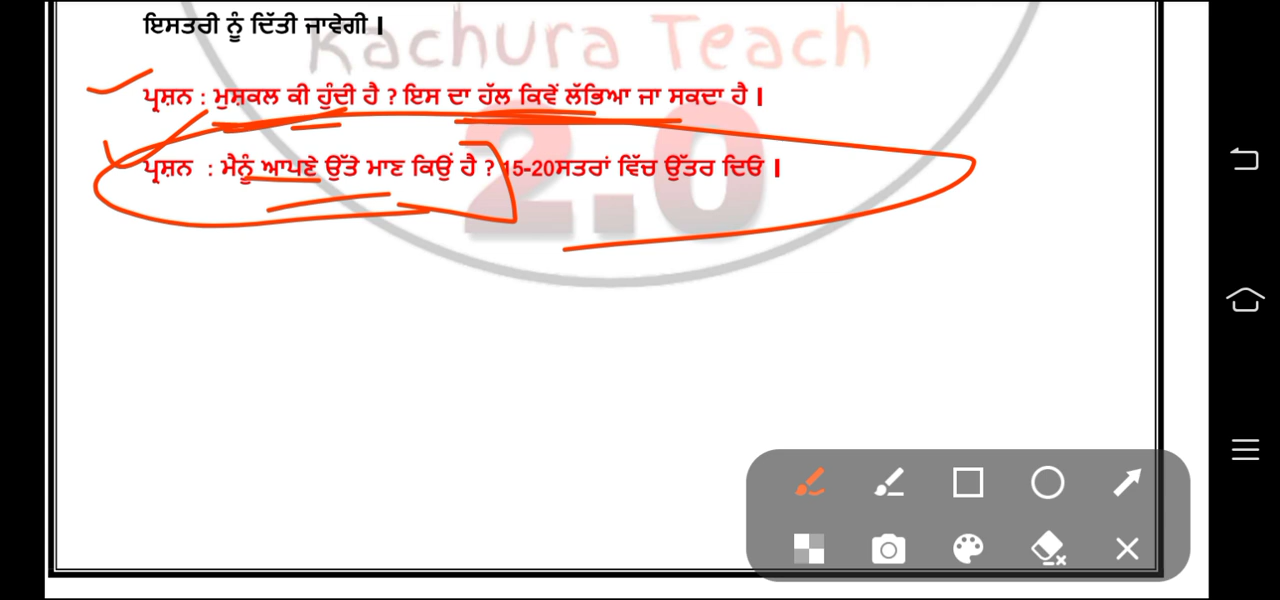 ਇਸਤਰੀ ਨੂੰ ਦਿੱਤੀ ਜਾਵੇਗੀ |
Kachura Teach
ਪ੍ਰਸ਼ਨ : ਮੁਸ਼ਕਲ ਕੀ ਹੁੰਦੀ ਹੈ ? ਇਸ ਦਾ ਹੱਲ ਕਿਵੇਂ ਲੱਭਿਆ ਜਾ ਸਕਦਾ ਹੈ |
ਪ੍ਰਸ਼ਨ : ਮੈਨੂੰ ਆਪਣੇ ਉੱਤੇ ਮਾਣ ਕਿਉਂ ਹੈ ? 15-20ਸਤਰਾਂ ਵਿੱਚ ਉੱਤਰ ਦਿਓ |
2.0